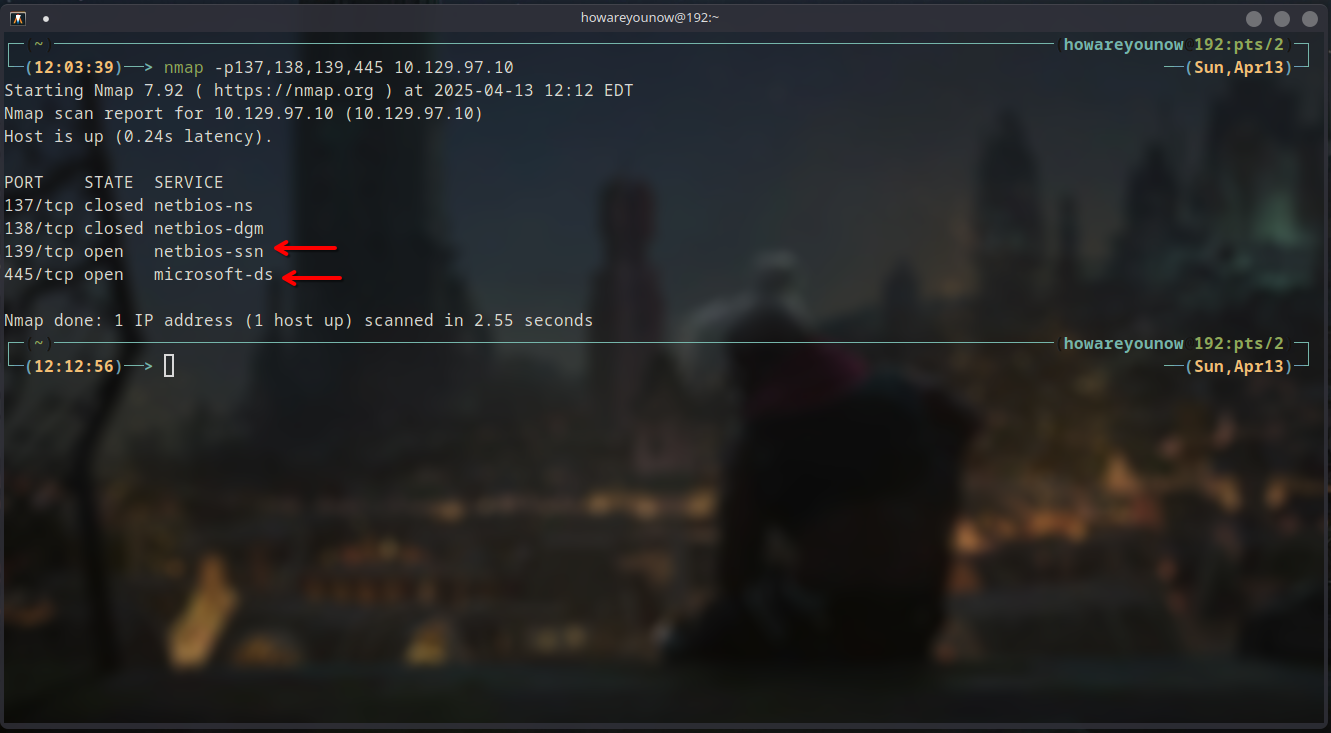 howareyounow@192:~
~ howareyounow 192:pts/2
(12:03:39)—> nmap -p137,138,139,445 10.129.97.10 —(Sun,Apr13)
Starting Nmap 7.92 ( https://nmap.org ) at 2025-04-13 12:12 EDT
Nmap scan report for 10.129.97.10 (10.129.97.10)
Host is up (0.24s latency).
PORT    STATE  SERVICE
137/tcp closed netbios-ns
138/tcp closed netbios-dgm
139/tcp open   netbios-ssn
445/tcp open   microsoft-ds
Nmap done: 1 IP address (1 host up) scanned in 2.55 seconds
~ howareyounow 192:pts/2
(12:12:56)—> —(Sun,Apr13)